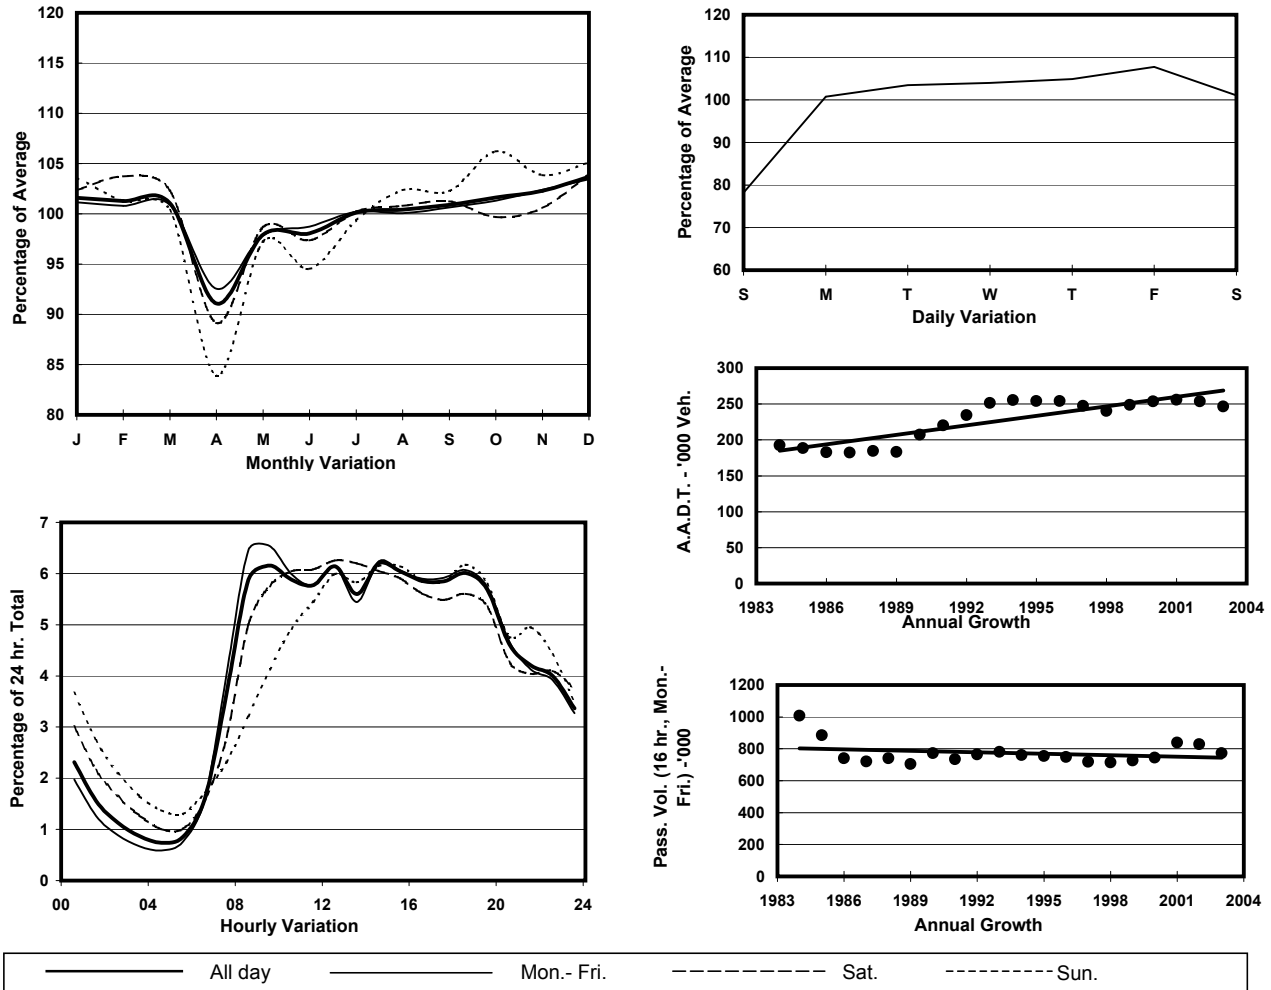 120
115
110
105
100
95
90
85
80
Percentage of Average
J F M A M J J A S O N D
Monthly Variation
120
110
100
90
80
70
60
Percentage of Average
S M T W T F S
Daily Variation
300
250
200
150
100
50
0
A.A.D.T. - '000 Veh.
1983 1986 1989 1992 1995 1998 2001 2004
Annual Growth
7
6
5
4
3
2
1
0
Percentage of 24 hr. Total
00 04 08 12 16 20 24
Hourly Variation
1200
1000
800
600
400
200
0
Pass. Vol. (16 hr., Mon.-
Fri.) -'000
1983 1986 1989 1992 1995 1998 2001 2004
Annual Growth
All day Mon.- Fri. Sat. Sun.